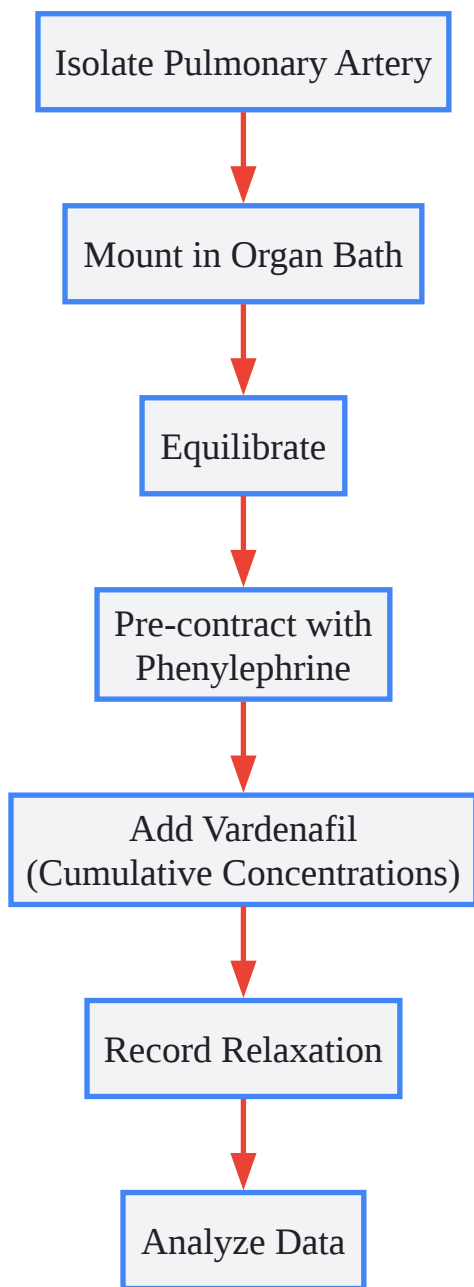 Isolate Pulmonary Artery
Mount in Organ Bath
Equilibrate
Pre-contract with
Phenylephrine
Add Vardenafil
(Cumulative Concentrations)
Record Relaxation
Analyze Data